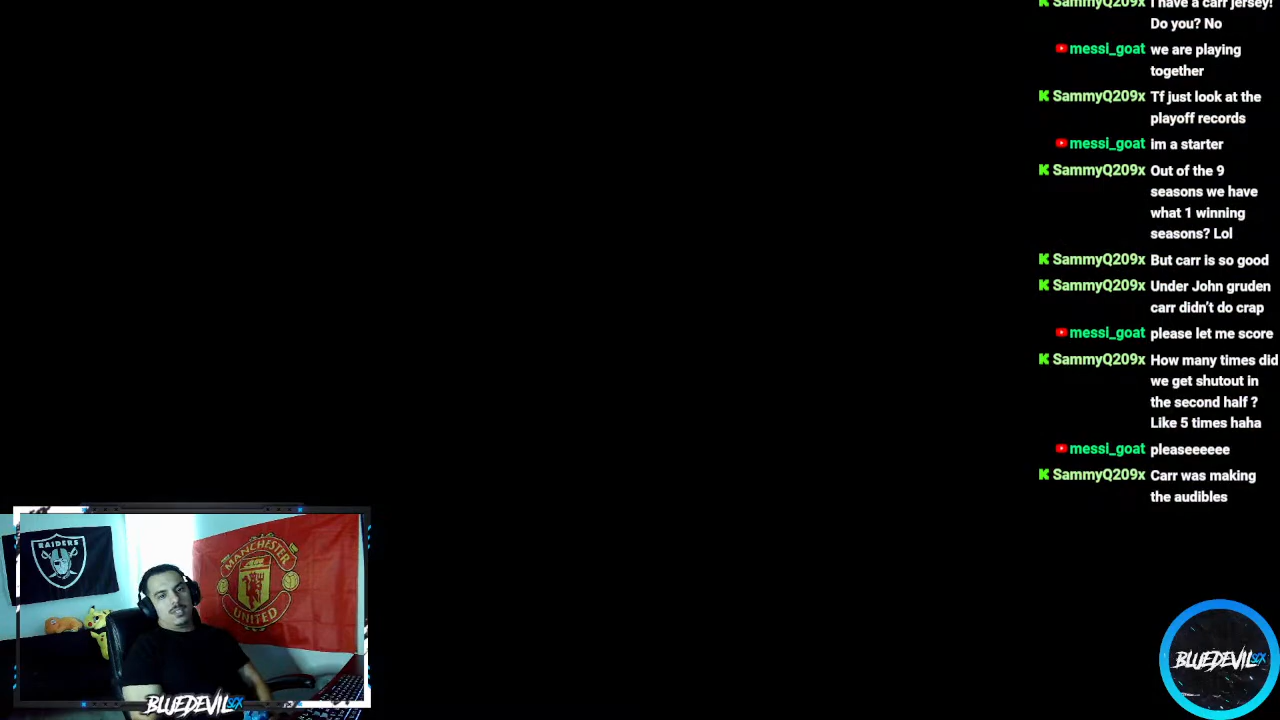 SammyQ209x I have a carr jersey!
Do you? No
messi_goat we are playing
together
SammyQ209x Tf just look at the
playoff records
messi_goat im a starter
SammyQ209x Out of the 9
seasons we have
what 1 winning
seasons? Lol
SammyQ209x But carr is so good
SammyQ209x Under John gruden
carr didn’t do crap
messi_goat please let me score
SammyQ209x How many times did
we get shutout in
the second half ?
Like 5 times haha
messi_goat pleaseeeeee
SammyQ209x Carr was making
the audibles
RAIDERS
MANCHESTER
UNITED
BLUEDEVILSCX
BLUEDEVILSCX